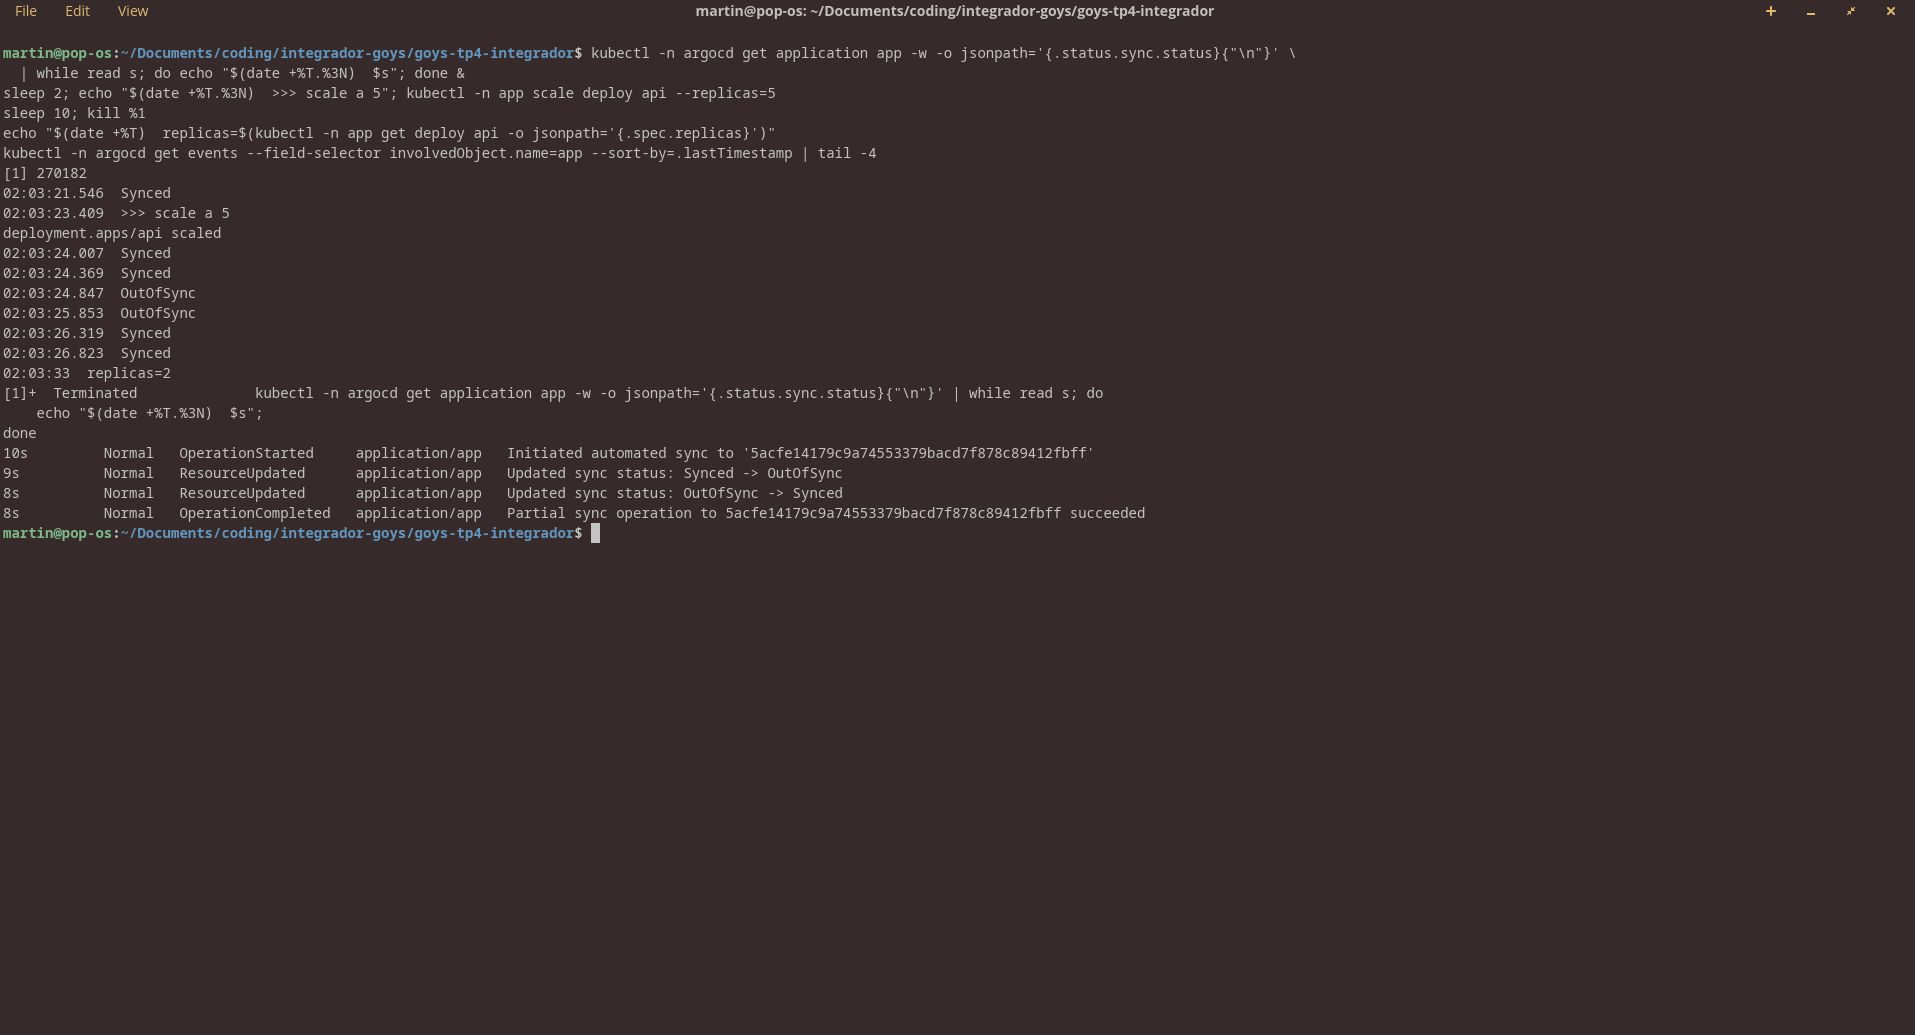 File Edit View martin@pop-os: ~/Documents/coding/integrador-goys/goys-tp4-integrador
martin@pop-os:~/Documents/coding/integrador-goys/goys-tp4-integrador$ kubectl -n argocd get application app -w -o jsonpath='{.status.sync.status}{"\n"}' \
  | while read s; do echo "$(date +%T.%3N)  $s"; done &
sleep 2; echo "$(date +%T.%3N)  >>> scale a 5"; kubectl -n app scale deploy api --replicas=5
sleep 10; kill %1
echo "$(date +%T)  replicas=$(kubectl -n app get deploy api -o jsonpath='{.spec.replicas}')"
kubectl -n argocd get events --field-selector involvedObject.name=app --sort-by=.lastTimestamp | tail -4
[1] 270182
02:03:21.546  Synced
02:03:23.409  >>> scale a 5
deployment.apps/api scaled
02:03:24.007  Synced
02:03:24.369  Synced
02:03:24.847  OutOfSync
02:03:25.853  OutOfSync
02:03:26.319  Synced
02:03:26.823  Synced
02:03:33  replicas=2
[1]+  Terminated              kubectl -n argocd get application app -w -o jsonpath='{.status.sync.status}{"\n"}' | while read s; do
    echo "$(date +%T.%3N)  $s";
done
10s         Normal   OperationStarted     application/app   Initiated automated sync to '5acfe14179c9a74553379bacd7f878c89412fbff'
9s          Normal   ResourceUpdated      application/app   Updated sync status: Synced -> OutOfSync
8s          Normal   ResourceUpdated      application/app   Updated sync status: OutOfSync -> Synced
8s          Normal   OperationCompleted   application/app   Partial sync operation to 5acfe14179c9a74553379bacd7f878c89412fbff succeeded
martin@pop-os:~/Documents/coding/integrador-goys/goys-tp4-integrador$